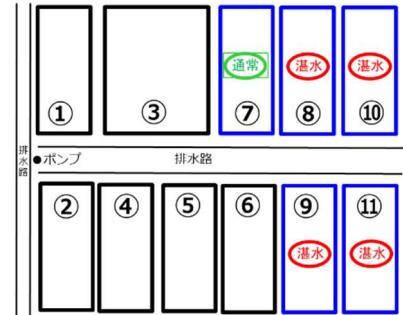 通常
湛水
湛水
①
③
⑦
⑧
⑩
排水路
●ポンプ
排水路
②
④
⑤
⑥
⑨
⑪
湛水
湛水